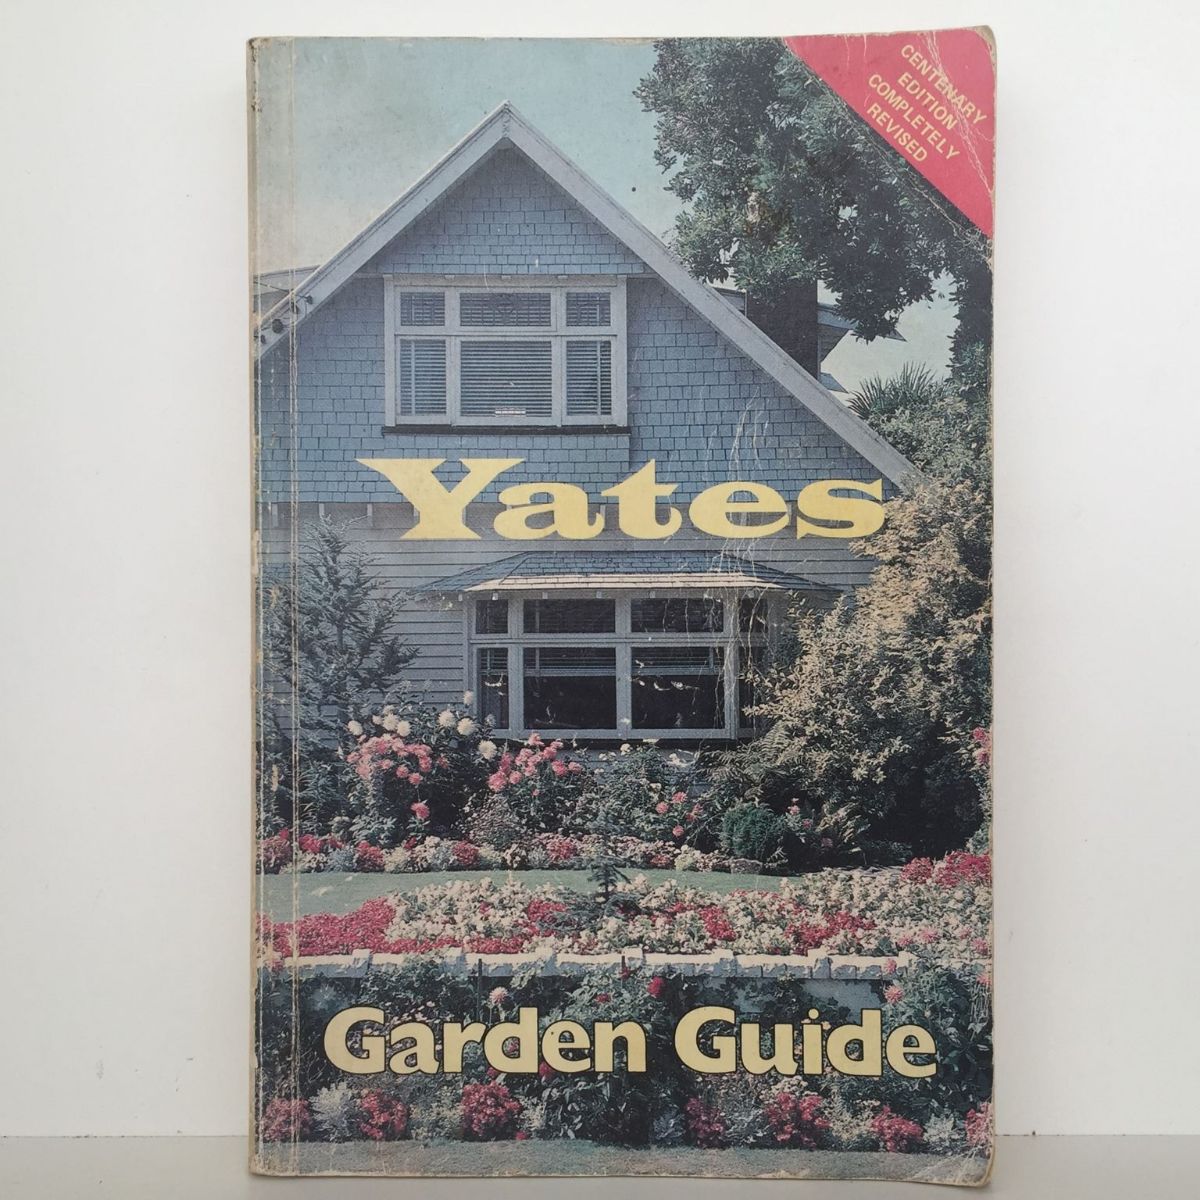 CENTENARY
EDITION
COMPLETELY
REVISED
Yates
Garden Guide